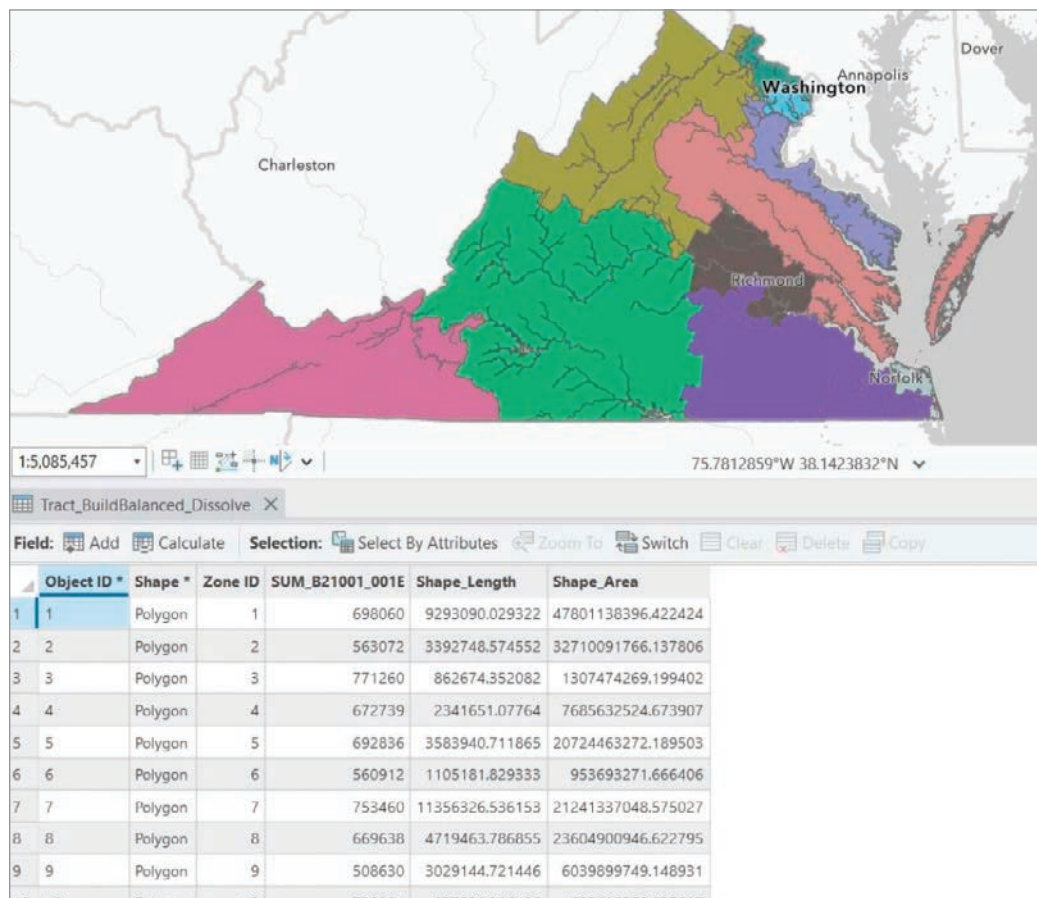 Dover
Annapolis
Washington
Charleston
Richmond
Norfolk
1:5,085,457
75.7812859°W 38.1423832°N
Tract_BuildBalanced_Dissolve
Field: Add Calculate Selection: Select By Attributes Zoom To Switch Clear Delete Copy
Object ID * Shape * Zone ID SUM_B21001_001E Shape_Length Shape_Area
1 1 Polygon 1 698060 9293090.029322 47801138396.422424
2 2 Polygon 2 563072 3392748.574552 32710091766.137806
3 3 Polygon 3 771260 862674.352082 1307474269.199402
4 4 Polygon 4 672739 2341651.07764 7685632524.673907
5 5 Polygon 5 692836 3583940.711865 20724463272.189503
6 6 Polygon 6 560912 1105181.829333 953693271.666406
7 7 Polygon 7 753460 11356326.536153 21241337048.575027
8 8 Polygon 8 669638 4719463.786855 23604900946.622795
9 9 Polygon 9 508630 3029144.721446 6039899749.148931